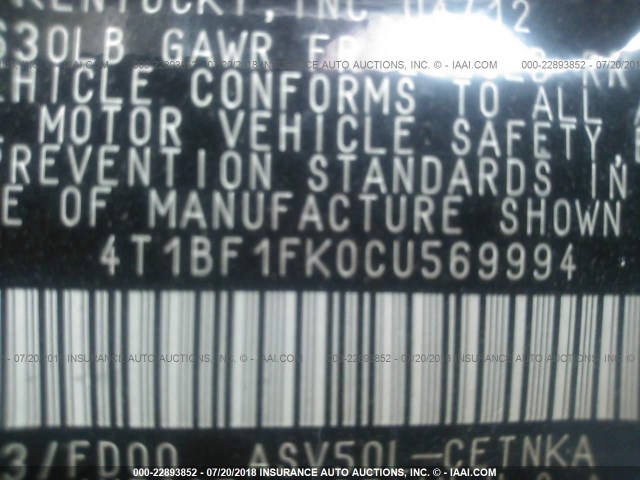 KENTUCKY, INC 04/12
630LB GAWR
VEHICLE CONFORMS TO ALL
MOTOR VEHICLE SAFETY,
PREVENTION STANDARDS IN
E OF MANUFACTURE SHOWN
4T1BF1FK0CU569994
3/FD00 ASV50L-CETNKA
000-22893852 - 07/20/2018 INSURANCE AUTO AUCTIONS, INC. - IAAI.COM